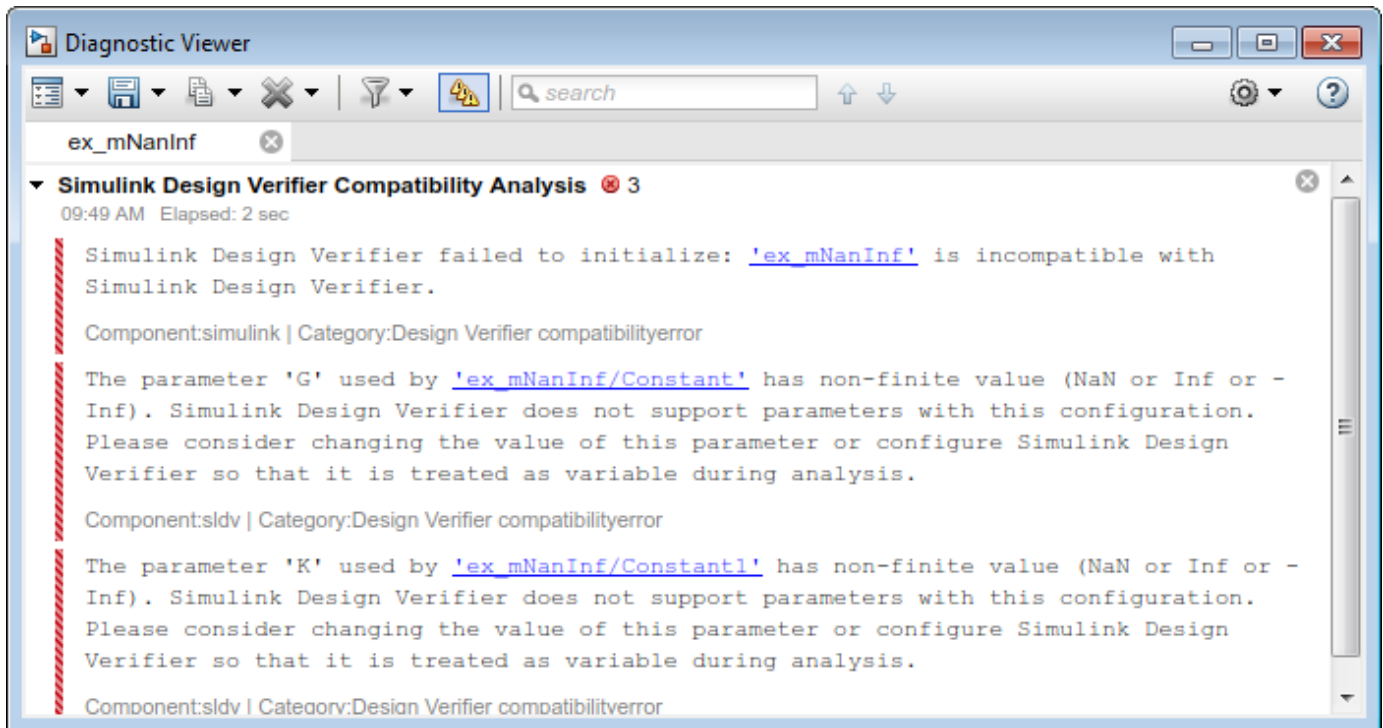 Diagnostic Viewer
search
ex_mNanInf
Simulink Design Verifier Compatibility Analysis 3
09:49 AM Elapsed: 2 sec
Simulink Design Verifier failed to initialize: 'ex_mNanInf' is incompatible with
Simulink Design Verifier.
Component:simulink | Category:Design Verifier compatibilityerror
The parameter 'G' used by 'ex_mNanInf/Constant' has non-finite value (NaN or Inf or -
Inf). Simulink Design Verifier does not support parameters with this configuration.
Please consider changing the value of this parameter or configure Simulink Design
Verifier so that it is treated as variable during analysis.
Component:sldv | Category:Design Verifier compatibilityerror
The parameter 'K' used by 'ex_mNanInf/Constant1' has non-finite value (NaN or Inf or -
Inf). Simulink Design Verifier does not support parameters with this configuration.
Please consider changing the value of this parameter or configure Simulink Design
Verifier so that it is treated as variable during analysis.
Component:sldv | Category:Design Verifier compatibilityerror